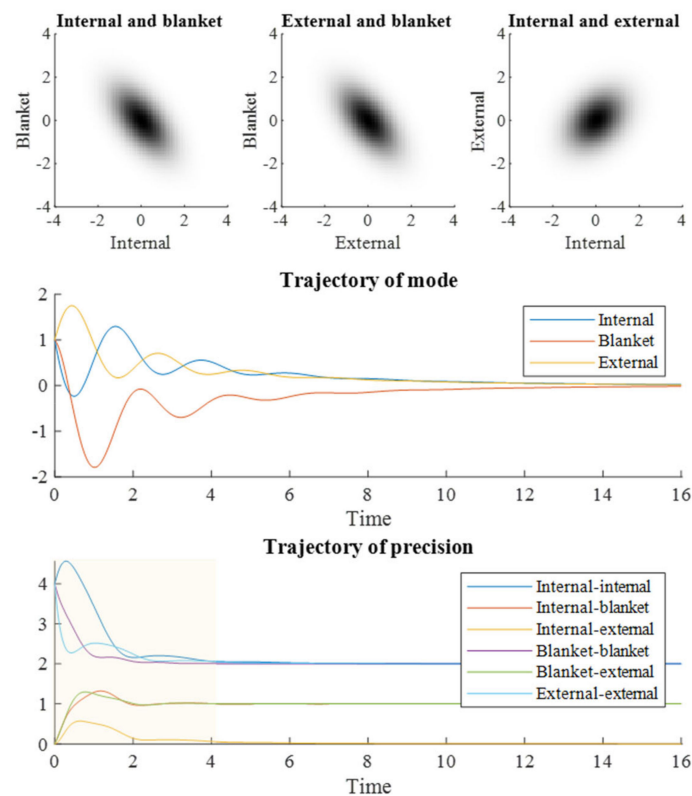 Internal and blanket
External and blanket
Internal and external
4
2
0
-2
-4
Blanket
-4 -2 0 2 4
Internal
4
2
0
-2
-4
Blanket
-4 -2 0 2 4
External
4
2
0
-2
-4
External
-4 -2 0 2 4
Internal
Trajectory of mode
2
1
0
-1
-2
Internal
Blanket
External
0 2 4 6 8 10 12 14 16
Time
Trajectory of precision
4
3
2
1
0
Internal-internal
Internal-blanket
Internal-external
Blanket-blanket
Blanket-external
External-external
0 2 4 6 8 10 12 14 16
Time